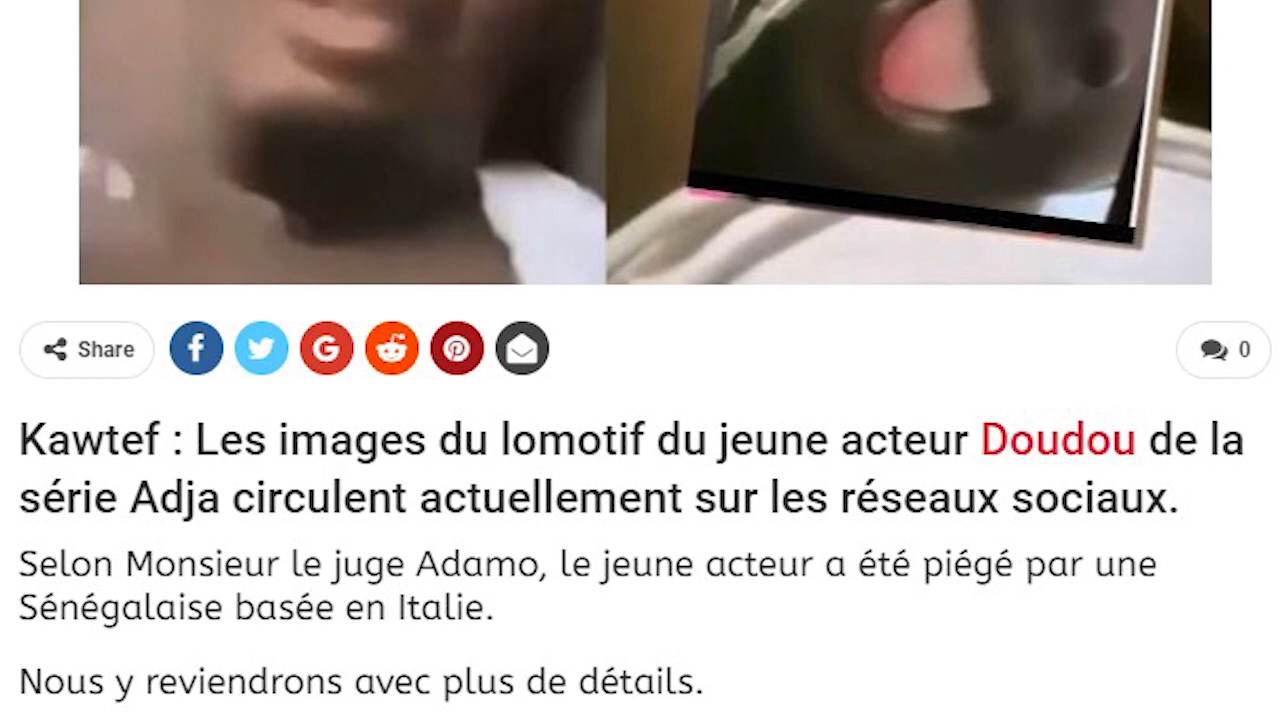 Share
0
Kawtef : Les images du lomotif du jeune acteur Doudou de la
série Adja circulent actuellement sur les réseaux sociaux.
Selon Monsieur le juge Adamo, le jeune acteur a été piégé par une
Sénégalaise basée en Italie.
Nous y reviendrons avec plus de détails.